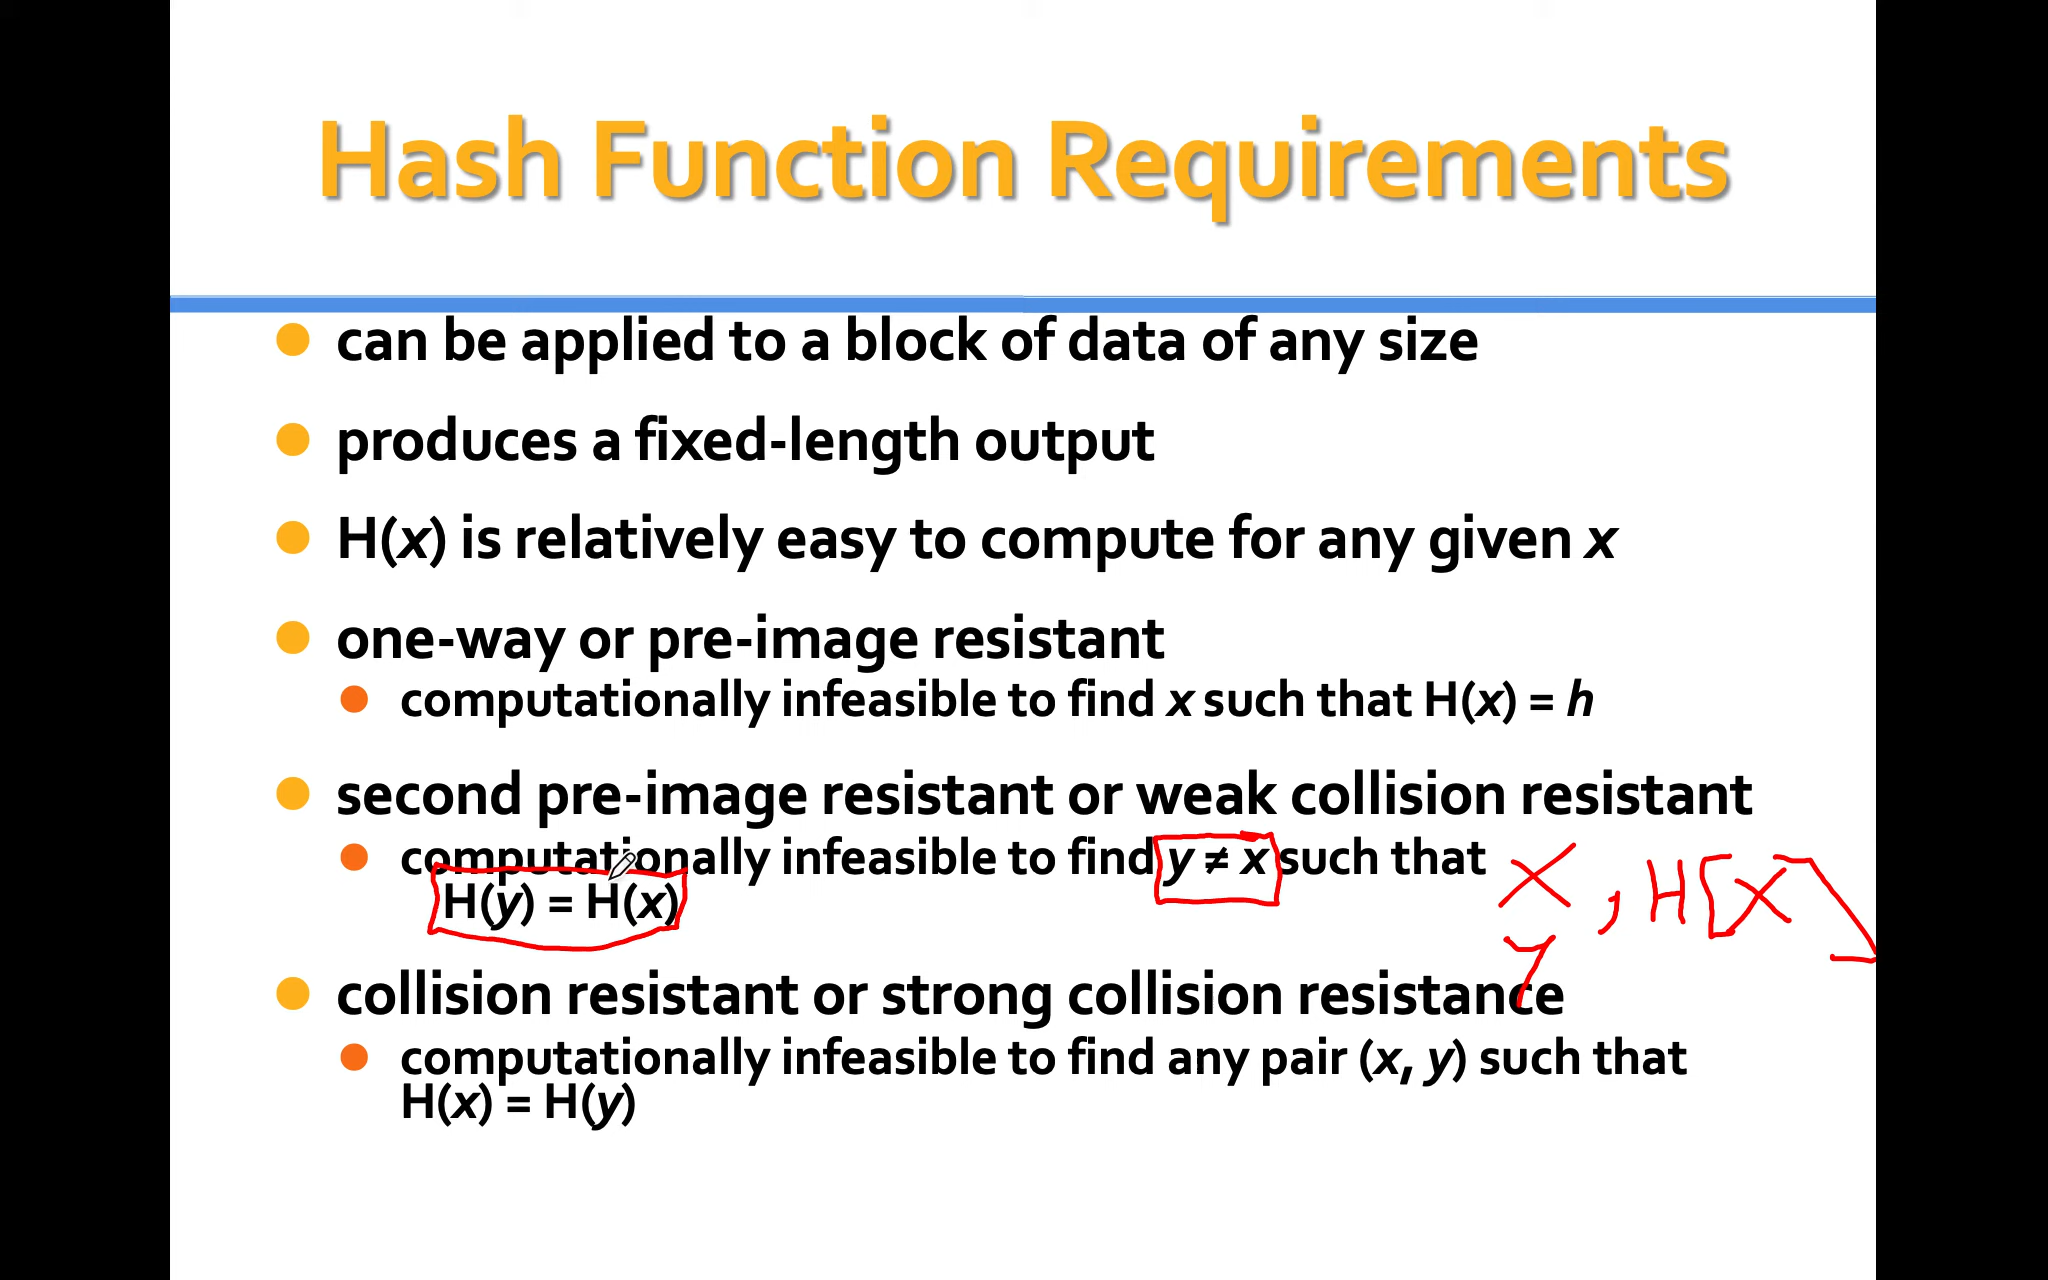 Hash Function Requirements
can be applied to a block of data of any size
produces a fixed-length output
H(x) is relatively easy to compute for any given x
one-way or pre-image resistant
computationally infeasible to find x such that H(x) = h
second pre-image resistant or weak collision resistant
computationally infeasible to find y ≠ x such that
H(y) = H(x)
x , H(x)
y
collision resistant or strong collision resistance
computationally infeasible to find any pair (x, y) such that
H(x) = H(y)